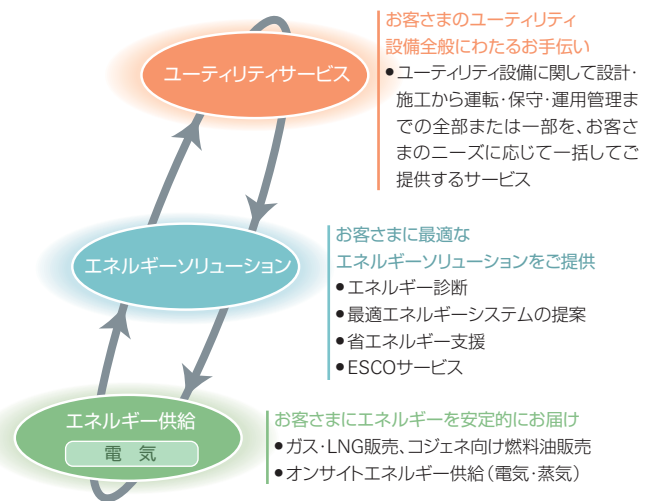 お客さまのユーティリティ
設備全般にわたるお手伝い
ユーティリティサービス
●ユーティリティ設備に関して設計・
施工から運転・保守・運用管理ま
での全部または一部を、お客さ
まのニーズに応じて一括してご
提供するサービス
お客さまに最適な
エネルギーソリューションをご提供
エネルギーソリューション
●エネルギー診断
●最適エネルギーシステムの提案
●省エネルギー支援
●ESCOサービス
エネルギー供給
電 気
お客さまにエネルギーを安定的にお届け
●ガス・LNG販売、コジェネ向け燃料油販売
●オンサイトエネルギー供給（電気・蒸気）